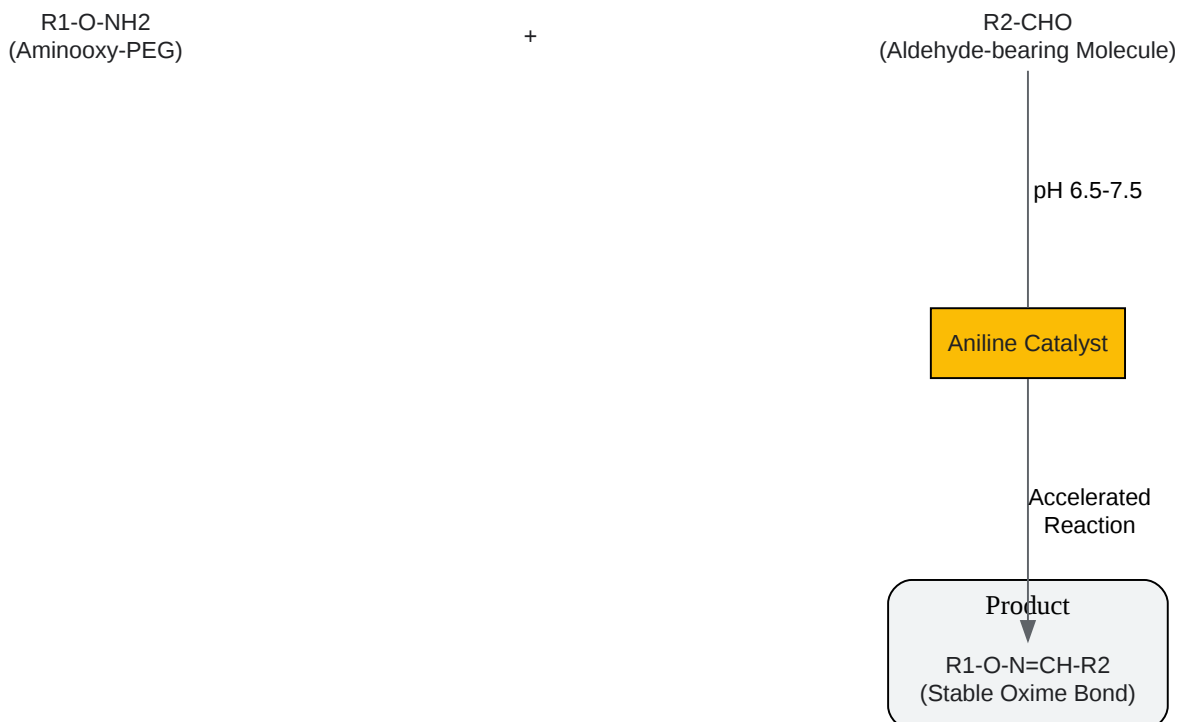 R1-O-NH2
(Aminooxy-PEG)
+
R2-CHO
(Aldehyde-bearing Molecule)
pH 6.5-7.5
Aniline Catalyst
Accelerated
Reaction
Product
R1-O-N=CH-R2
(Stable Oxime Bond)